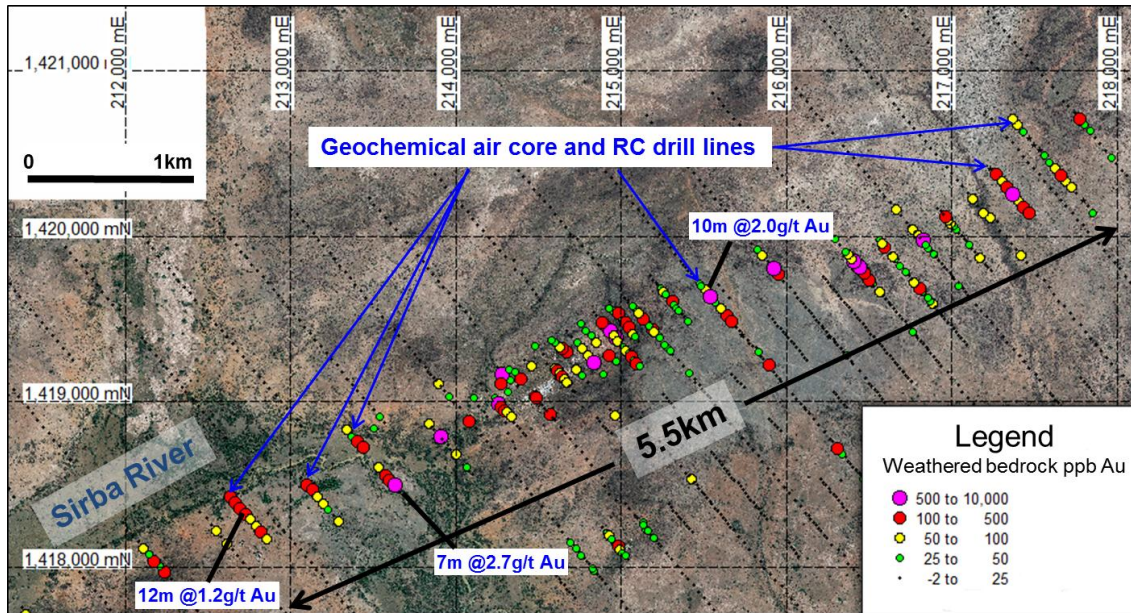 212,000 mE
213,000 mE
214,000 mE
215,000 mE
216,000 mE
217,000 mE
218,000 mE
1,421,000 mN
0 1km
Geochemical air core and RC drill lines
1,420,000 mN
10m @2.0g/t Au
1,419,000 mN
5.5km
Sirba River
1,418,000 mN
7m @2.7g/t Au
12m @1.2g/t Au
Legend
Weathered bedrock ppb Au
500 to 10,000
100 to 500
50 to 100
25 to 50
-2 to 25